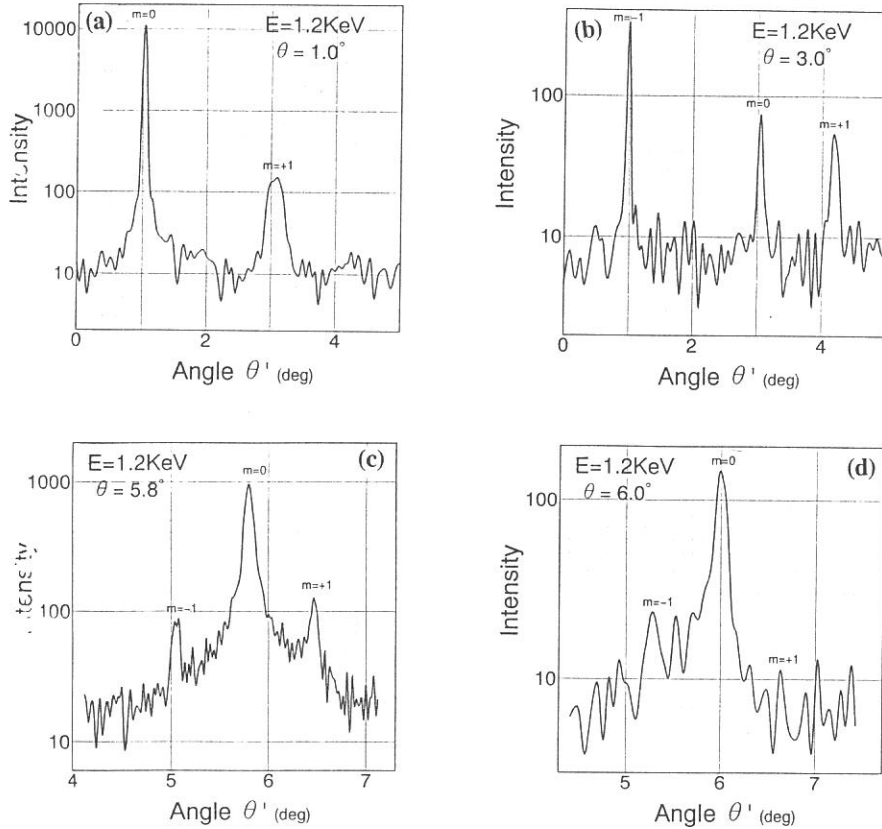 (a)
m=0
E=1.2KeV
θ = 1.0°
10000
1000
100
10
Intensity
m=+1
0 2 4
Angle θ' (deg)
(b)
m=-1
E=1.2KeV
θ = 3.0°
100
10
Intensity
m=0
m=+1
0 2 4
Angle θ' (deg)
(c)
E=1.2KeV
θ = 5.8°
m=0
1000
100
10
Intensity
m=-1
m=+1
4 5 6 7
Angle θ' (deg)
(d)
E=1.2KeV
θ = 6.0°
m=0
100
10
Intensity
m=-1
m=+1
5 6 7
Angle θ' (deg)